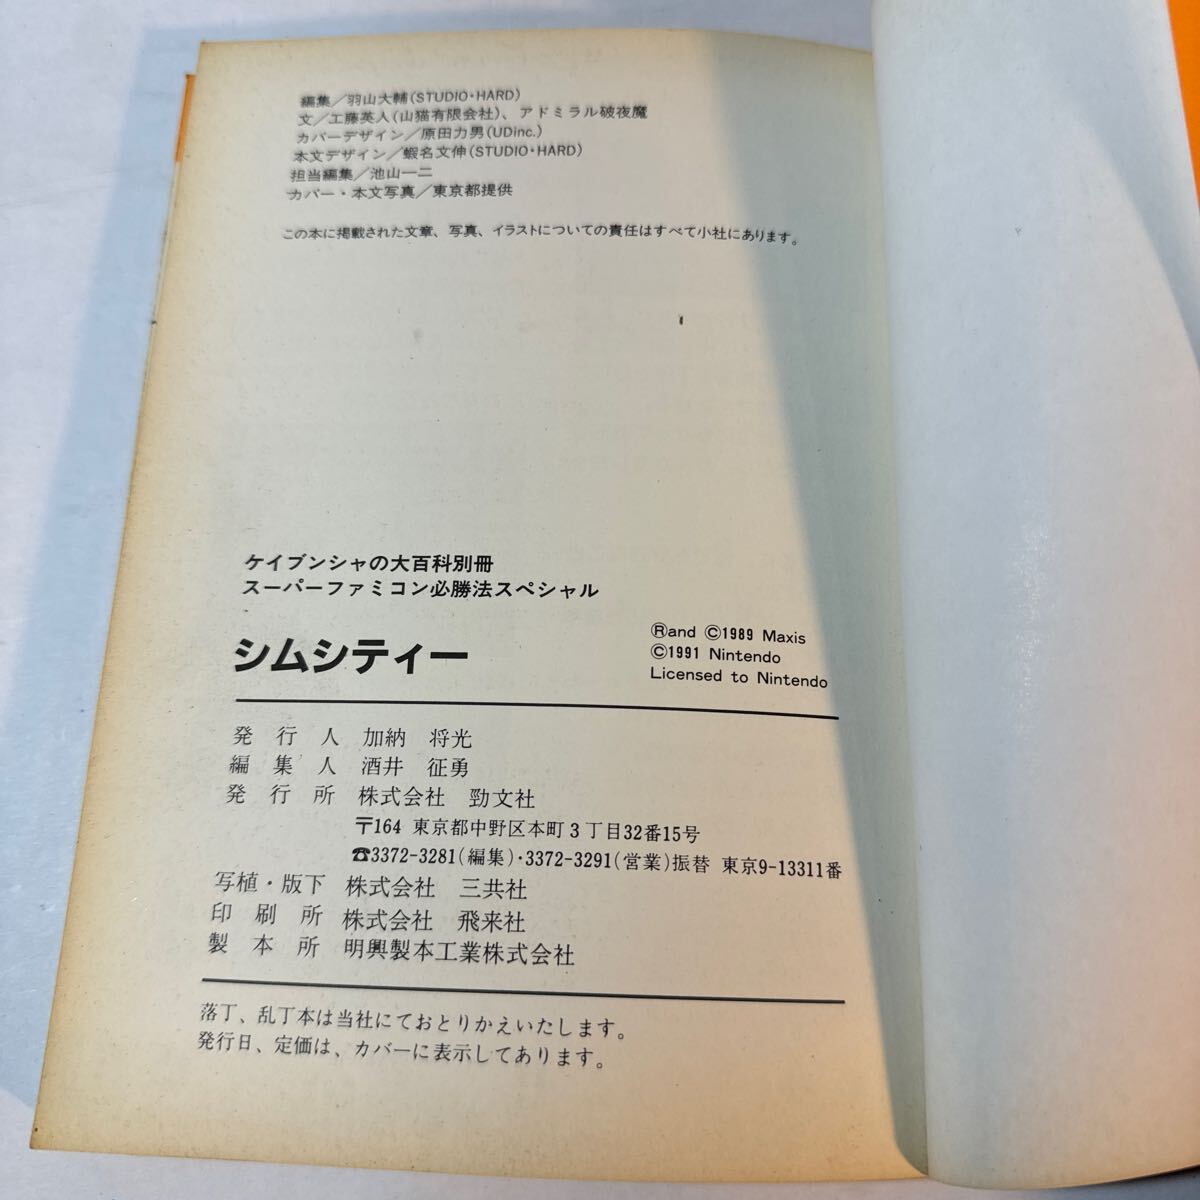 編集／羽山大輔(STUDIO・HARD)
文／工藤英人(山猫有限会社)、アドミラル破夜魔
カバーデザイン／原田力男(UDinc.)
本文デザイン／蝦名文伸(STUDIO・HARD)
担当編集／池山一二
カバー・本文写真／東京都提供
この本に掲載された文章、写真、イラストについての責任はすべて小社にあります。
ケイブンシャの大百科別冊
スーパーファミコン必勝法スペシャル
シムシティー
Ⓡand Ⓒ1989 Maxis
Ⓒ1991 Nintendo
Licensed to Nintendo
発行人 加納 将光
編集人 酒井 征勇
発行所 株式会社 勁文社
〒164 東京都中野区本町3丁目32番15号
☎3372-3281(編集)・3372-3291(営業)振替 東京9-13311番
写植・版下 株式会社 三共社
印刷所 株式会社 飛来社
製本所 明興製本工業株式会社
落丁、乱丁本は当社にておとりかえいたします。
発行日、定価は、カバーに表示してあります。